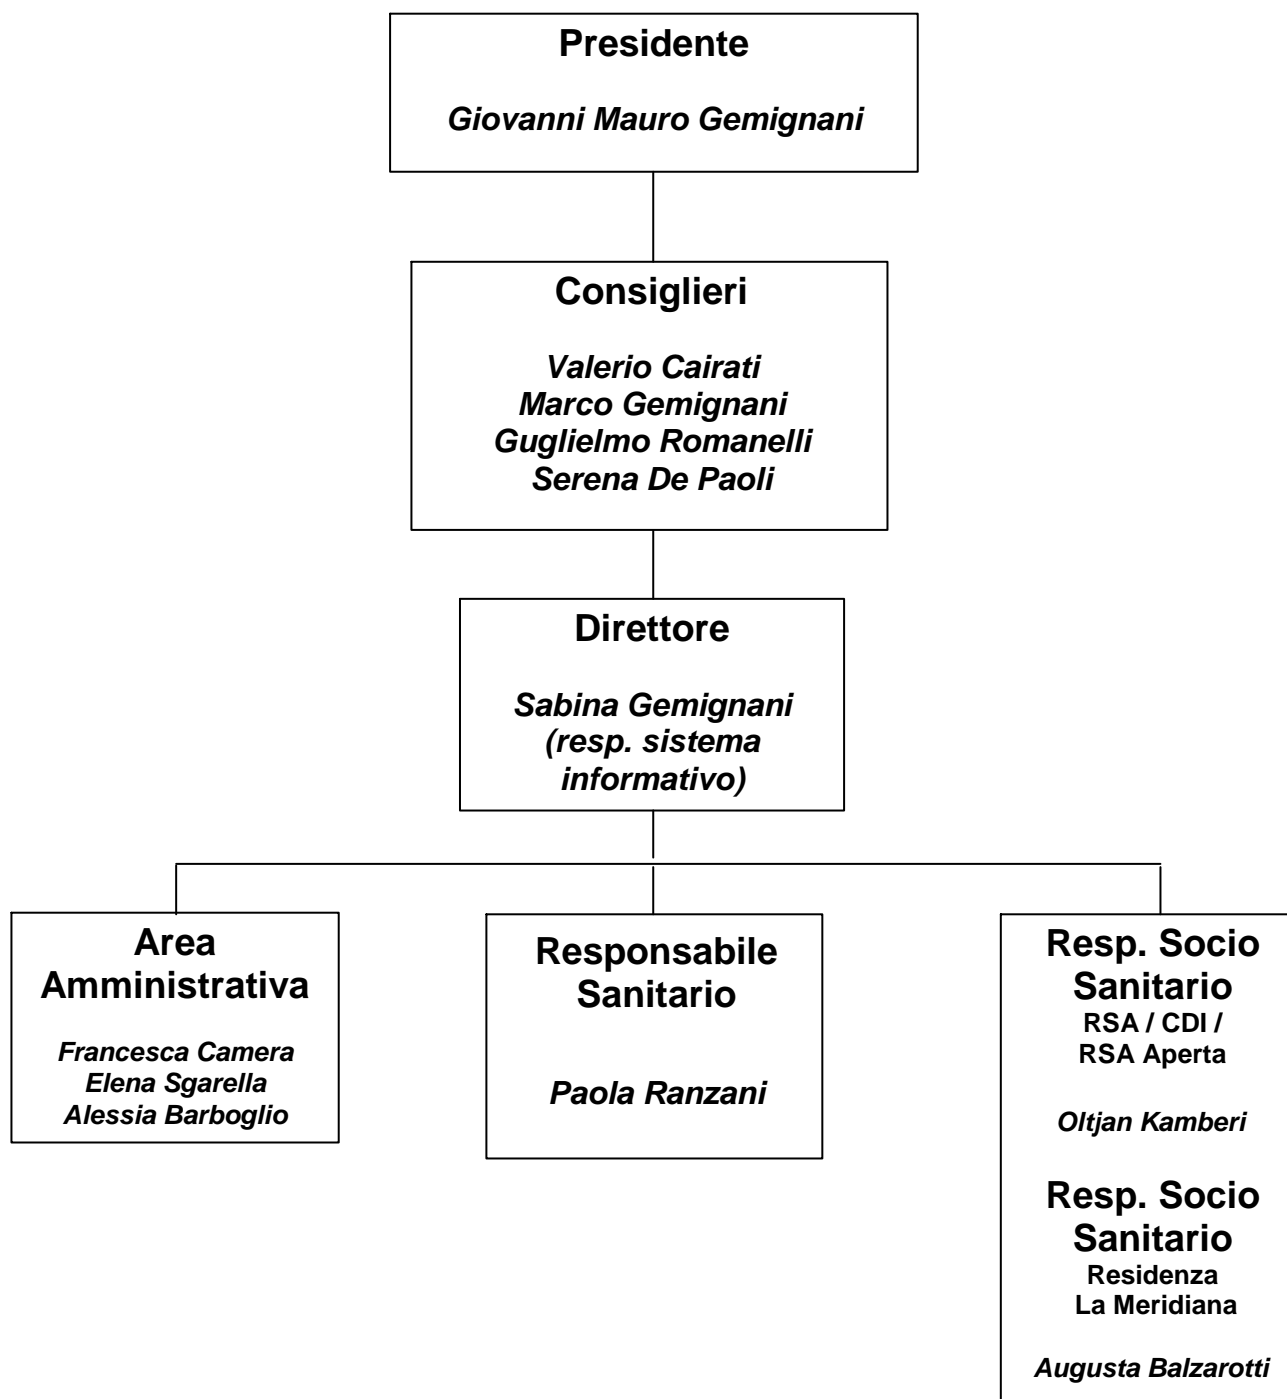 Presidente
Giovanni Mauro Gemignani
Consiglieri
Valerio Cairati
Marco Gemignani
Guglielmo Romanelli
Serena De Paoli
Direttore
Sabina Gemignani
(resp. sistema
informativo)
Area
Amministrativa
Francesca Camera
Elena Sgarella
Alessia Barboglio
Responsabile
Sanitario
Paola Ranzani
Resp. Socio
Sanitario
RSA / CDI /
RSA Aperta
Oltjan Kamberi
Resp. Socio
Sanitario
Residenza
La Meridiana
Augusta Balzarotti